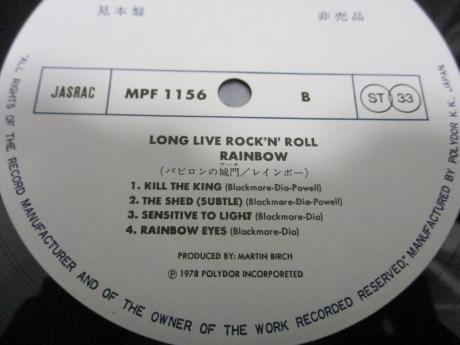 見本盤 非売品
JASRAC MPF 1156 B ST 33
LONG LIVE ROCK'N' ROLL
RAINBOW
アーチ
(バビロンの城門/レインボー)
1. KILL THE KING (Blackmore-Dio-Powell)
2. THE SHED (SUBTLE) (Blackmore-Dio-Powell)
3. SENSITIVE TO LIGHT (Blackmore-Dio)
4. RAINBOW EYES (Blackmore-Dio)
PRODUCED BY: MARTIN BIRCH
Ⓟ 1978 POLYDOR INCORPORETED
"ALL RIGHTS OF THE RECORD MANUFACTURER AND OF THE OWNER OF THE WORK RECORDED RESERVED," MANUFACTURED BY POLYDOR K.K. JAPAN.